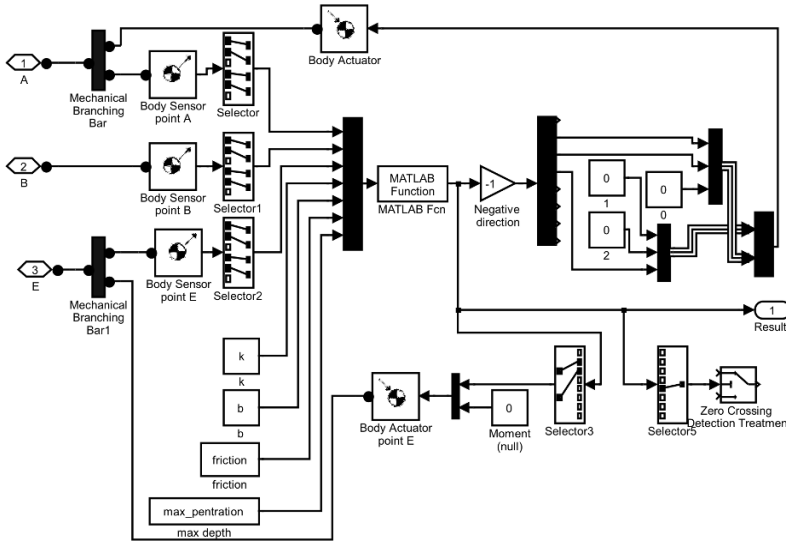 Body Actuator
1
A
Mechanical
Branching
Bar
Body Sensor
point A
Selector
2
B
Body Sensor
point B
Selector1
MATLAB
Function
MATLAB Fcn
-1
Negative
direction
0
1
0
0
0
2
3
E
Mechanical
Branching
Bar1
Body Sensor
point E
Selector2
1
Result
k
k
b
b
friction
friction
max_pentration
max depth
Body Actuator
point E
0
Moment
(null)
Selector3
Selector5
Zero Crossing
Detection Treatmen